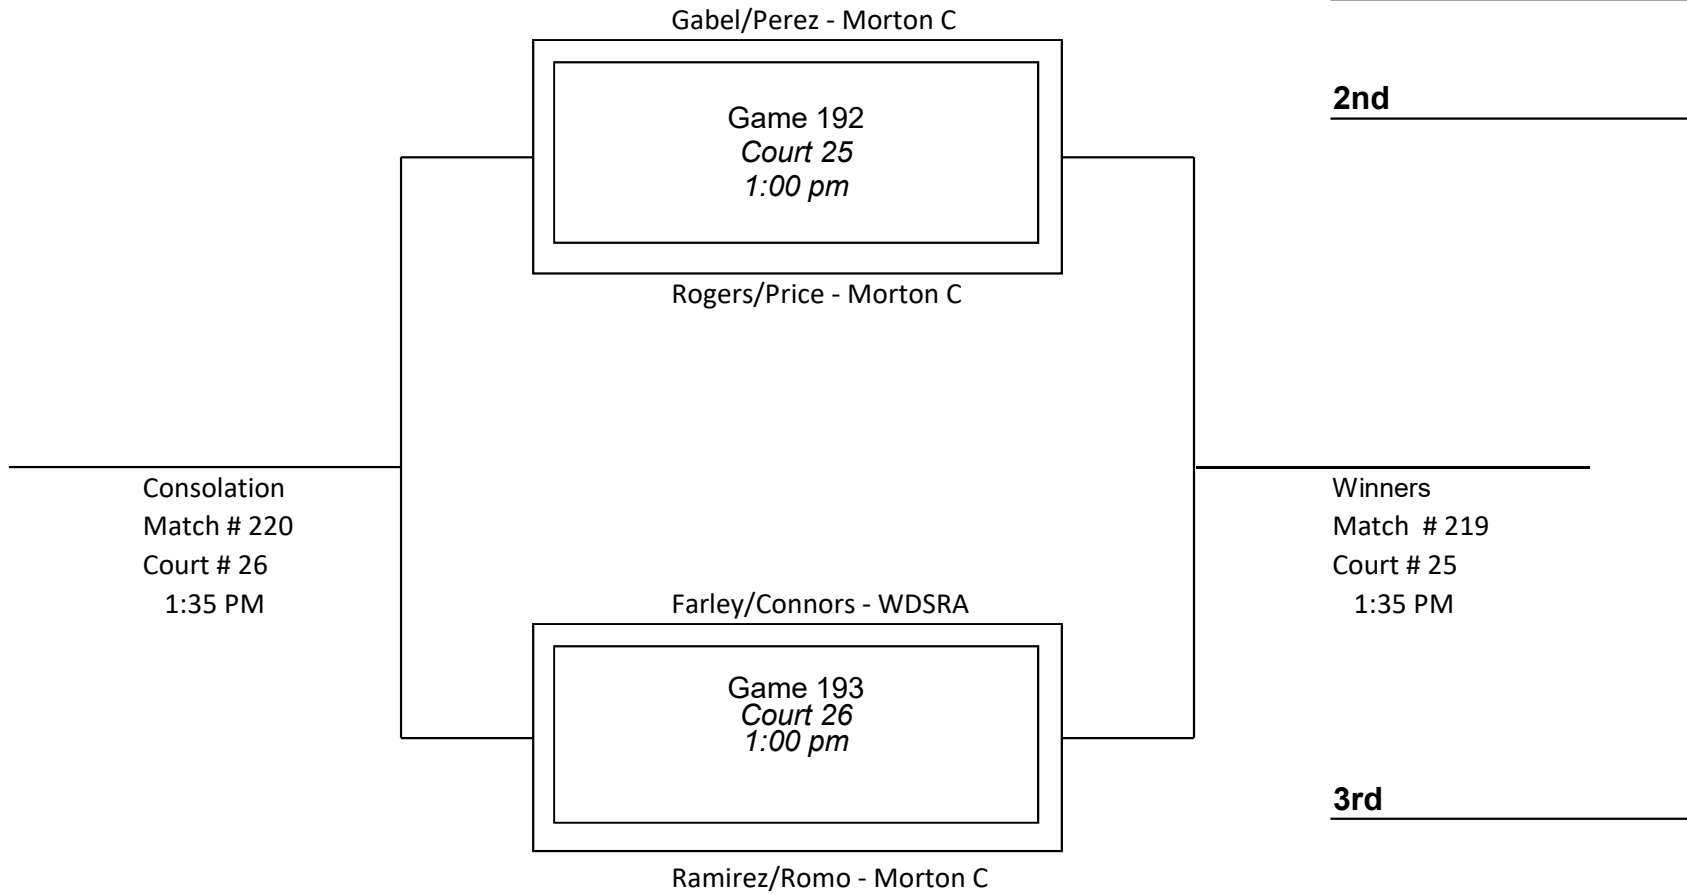 Gabel/Perez - Morton C
2nd
Game 192
Court 25
1:00 pm
Rogers/Price - Morton C
Consolation
Match # 220
Court # 26
1:35 PM
Winners
Match # 219
Court # 25
1:35 PM
Farley/Connors - WDSRA
Game 193
Court 26
1:00 pm
3rd
Ramirez/Romo - Morton C